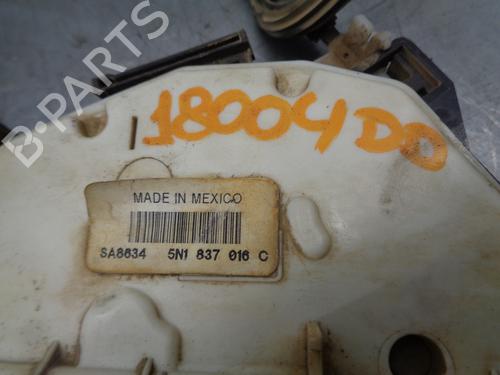 B-PARTS
18004DO
MADE IN MEXICO
SA8634 5N1 837 016 C